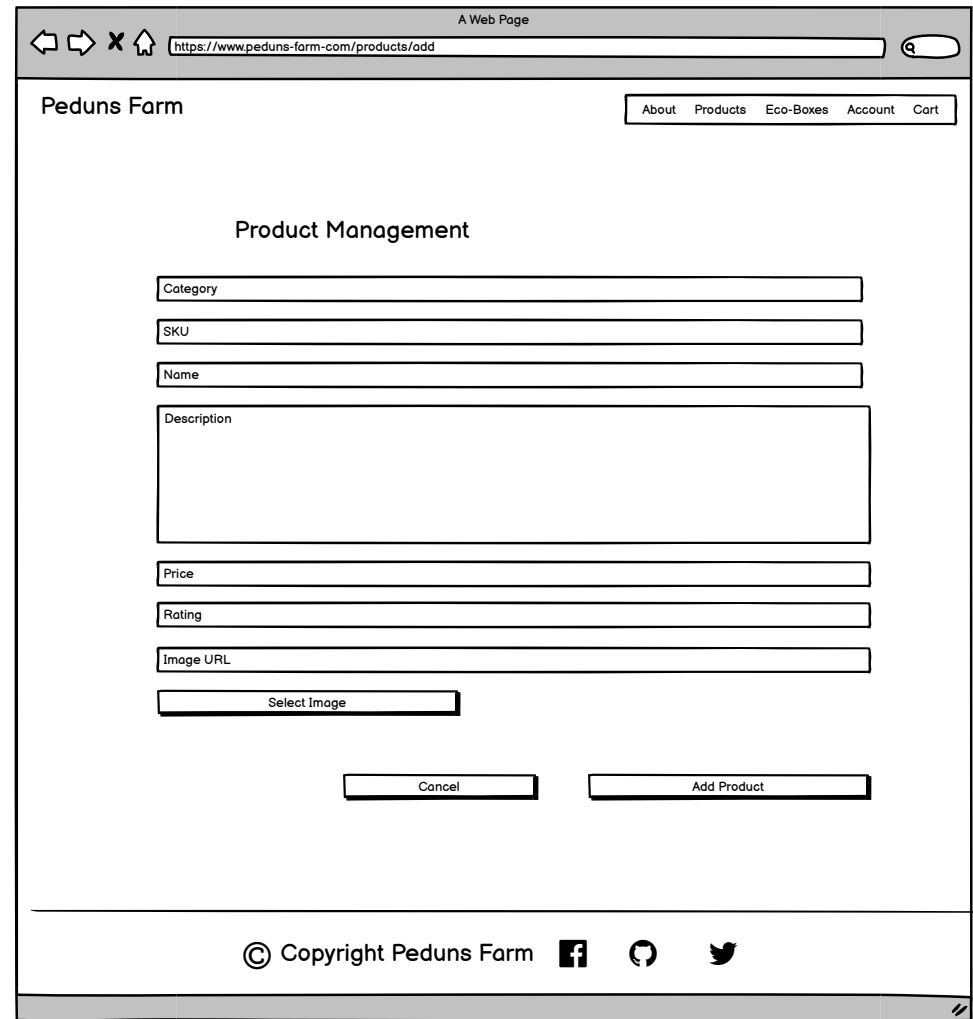 A Web Page
https://www.peduns-farm-com/products/add
Peduns Farm
About Products Eco-Boxes Account Cart
Product Management
Category
SKU
Name
Description
Price
Rating
Image URL
Select Image
Cancel Add Product
© Copyright Peduns Farm